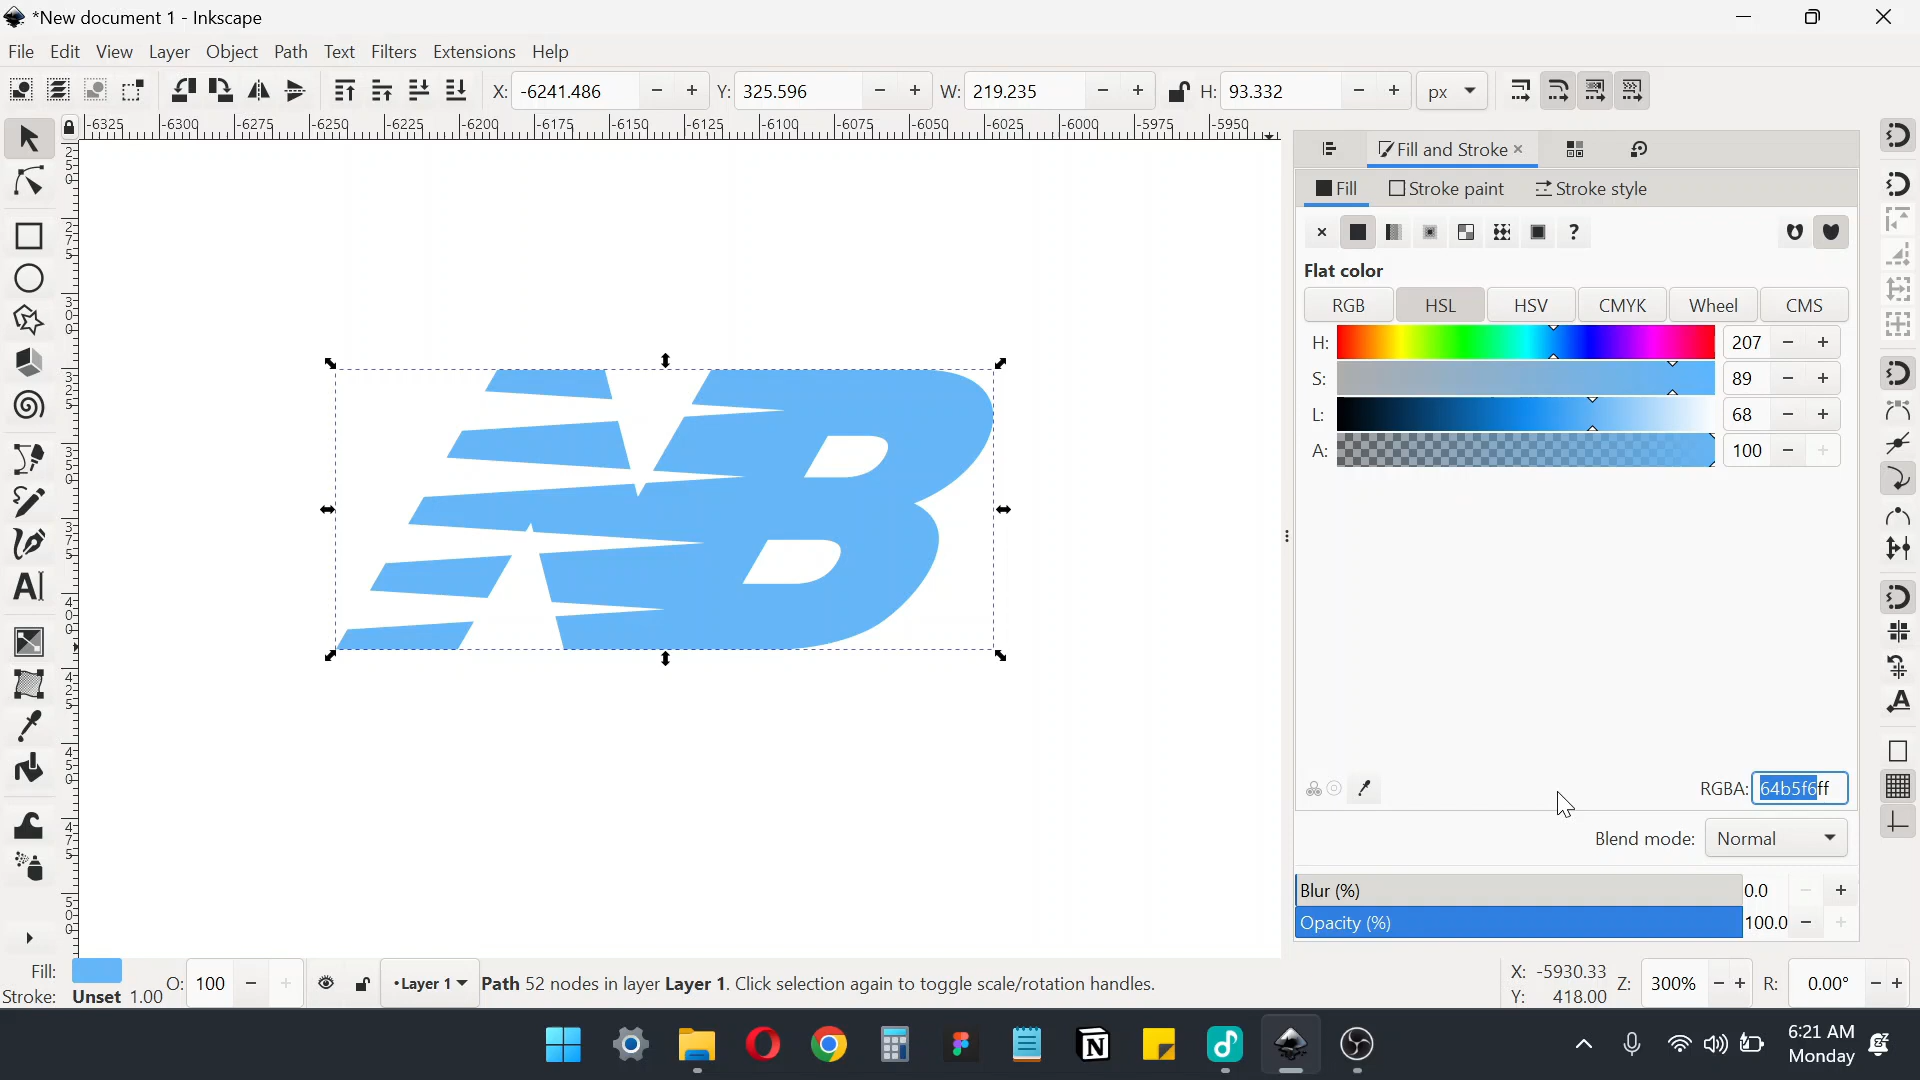 *New document 1 - Inkscape
File Edit View Layer Object Path Text Filters Extensions Help
X: -6241.486 Y: 325.596 W: 219.235 H: 93.332 px
-6325 -6300 -6275 -6250 -6225 -6200 -6175 -6150 -6125 -6100 -6075 -6050 -6025 -6000 -5975 -5950
Fill and Stroke
Fill Stroke paint Stroke style
?
Flat color
RGB HSL HSV CMYK Wheel CMS
H: 207
S: 89
L: 68
A: 100
NB
RGBA: 64b5f6ff
Blend mode: Normal
Blur (%) 0.0
Opacity (%) 100.0
Fill:
Stroke: Unset 1.00
O: 100
•Layer 1
Path 52 nodes in layer Layer 1. Click selection again to toggle scale/rotation handles.
X: -5930.33
Y: 418.00
Z: 300% R: 0.00°
6:21 AM
Monday